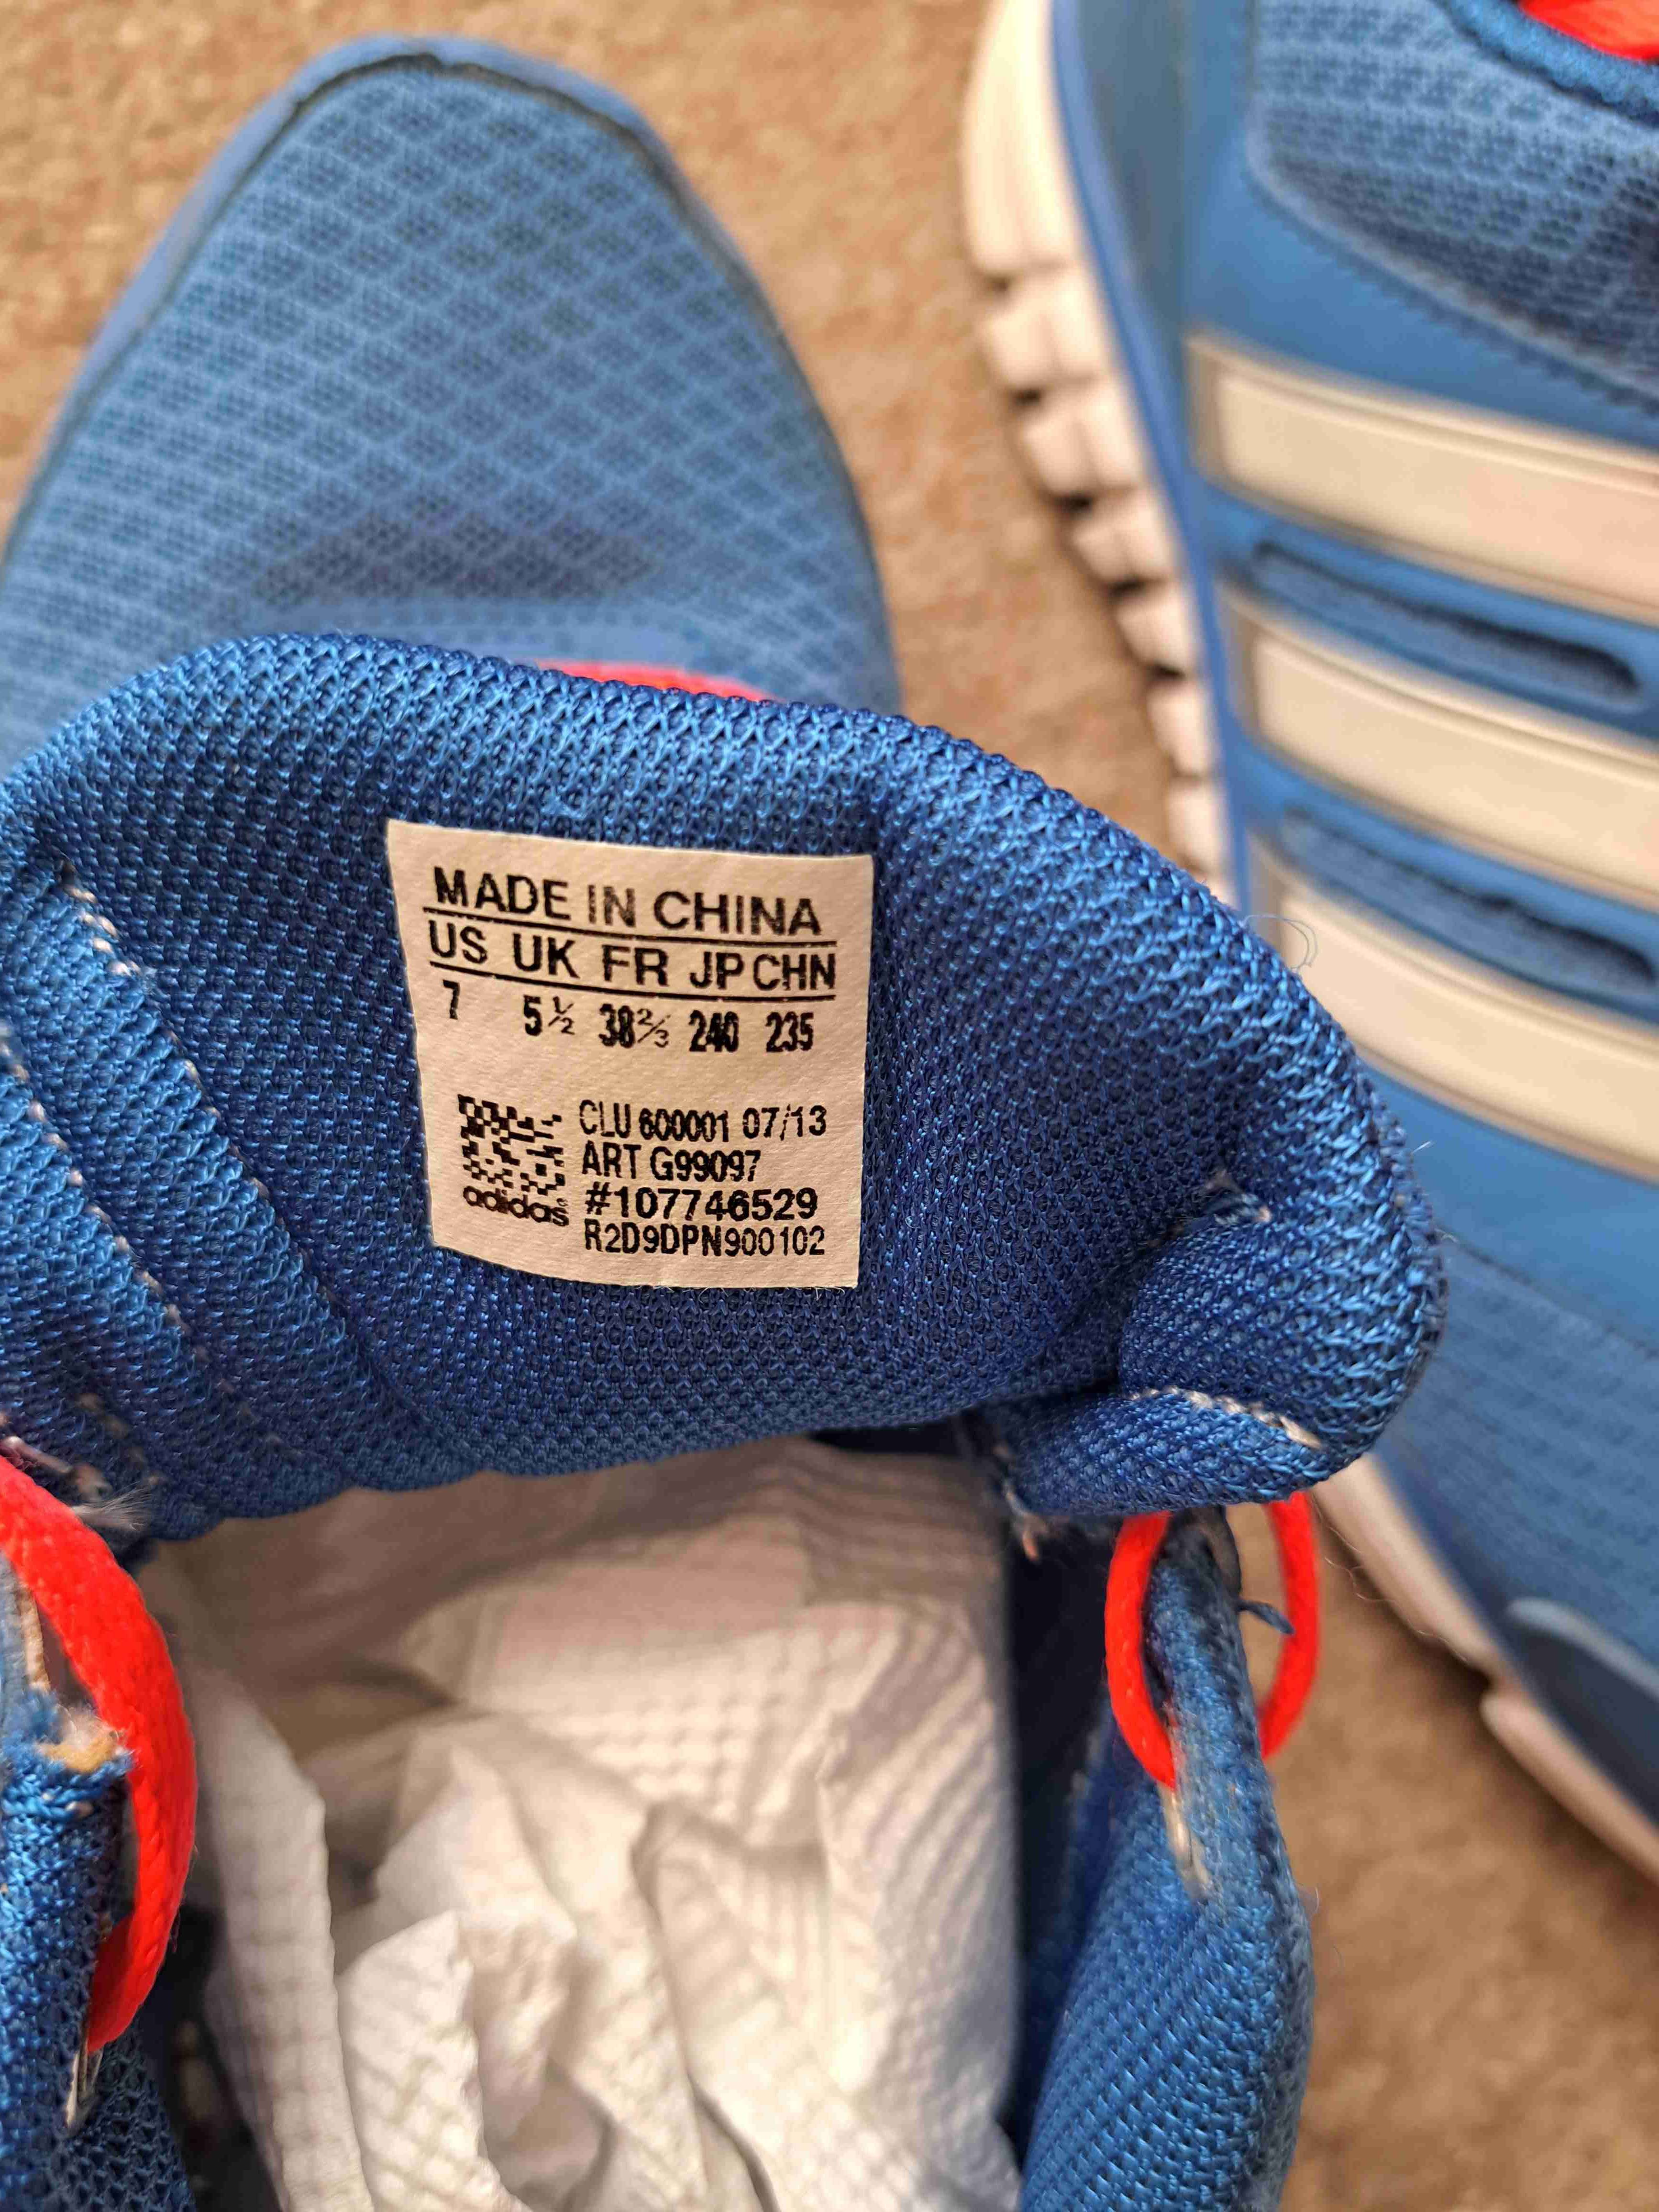 MADE IN CHINA
US UK FR JP CHN
7 5½ 38⅔ 240 235
CLU 600001 07/13
ART G99097
#107746529
adidas R2D9DPN900102